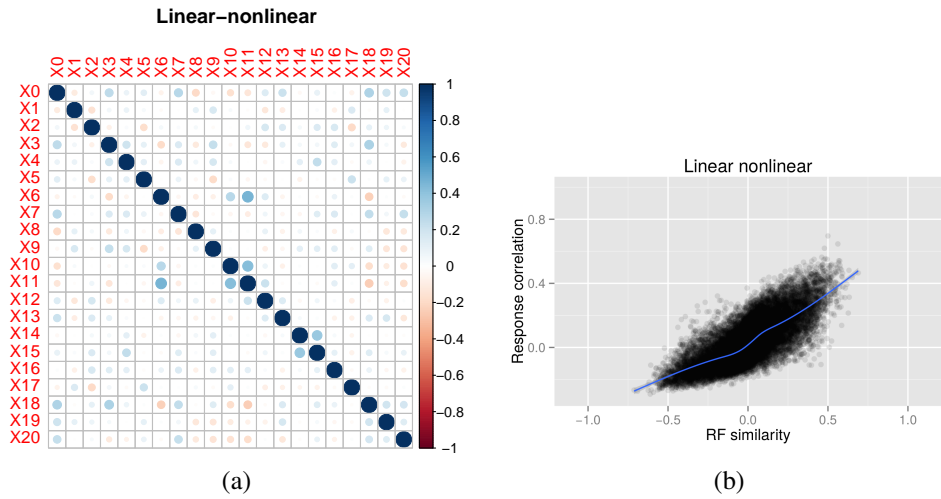 Linear−nonlinear
X0 X1 X2 X3 X4 X5 X6 X7 X8 X9 X10 X11 X12 X13 X14 X15 X16 X17 X18 X19 X20
X0
X1
X2
X3
X4
X5
X6
X7
X8
X9
X10
X11
X12
X13
X14
X15
X16
X17
X18
X19
X20
1
0.8
0.6
0.4
0.2
0
−0.2
−0.4
−0.6
−0.8
−1
(a)
Linear nonlinear
Response correlation
0.8
0.4
0.0
−1.0 −0.5 0.0 0.5 1.0
RF similarity
(b)